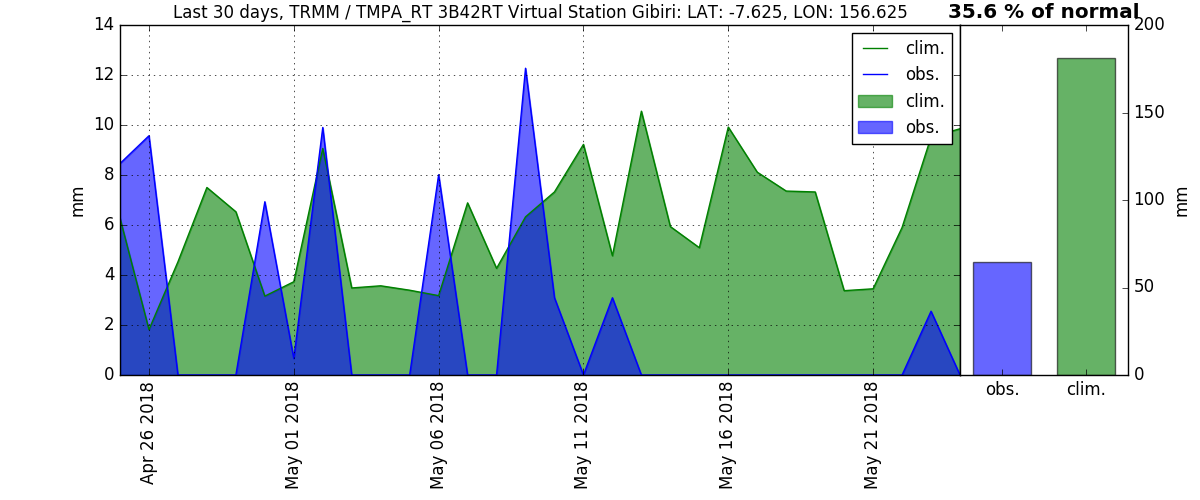 Last 30 days, TRMM / TMPA_RT 3B42RT Virtual Station Gibiri: LAT: -7.625, LON: 156.625
35.6 % of normal
14
12
10
8
6
4
2
0
mm
clim.
obs.
clim.
obs.
Apr 26 2018
May 01 2018
May 06 2018
May 11 2018
May 16 2018
May 21 2018
200
150
100
50
0
mm
obs.
clim.